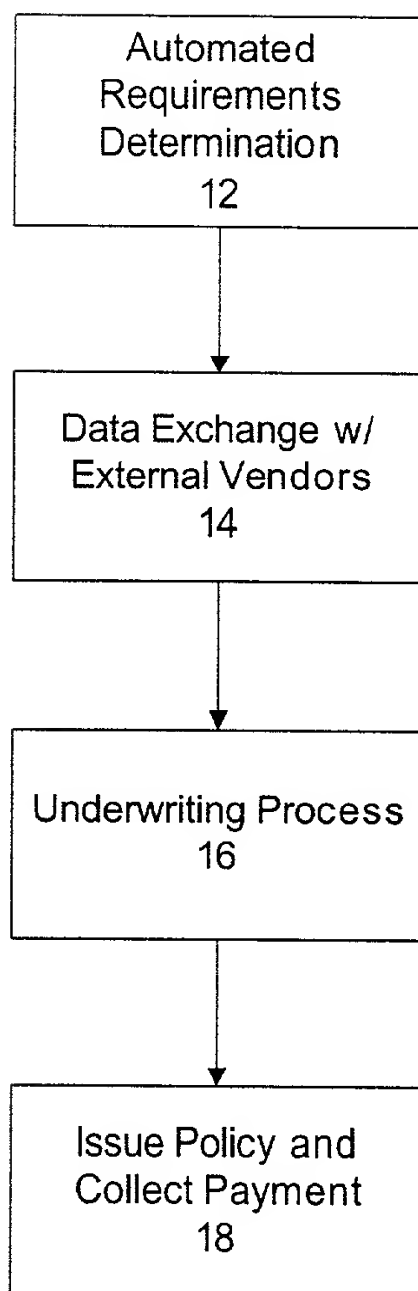 Automated
Requirements
Determination
12
Data Exchange w/
External Vendors
14
Underwriting Process
16
Issue Policy and
Collect Payment
18